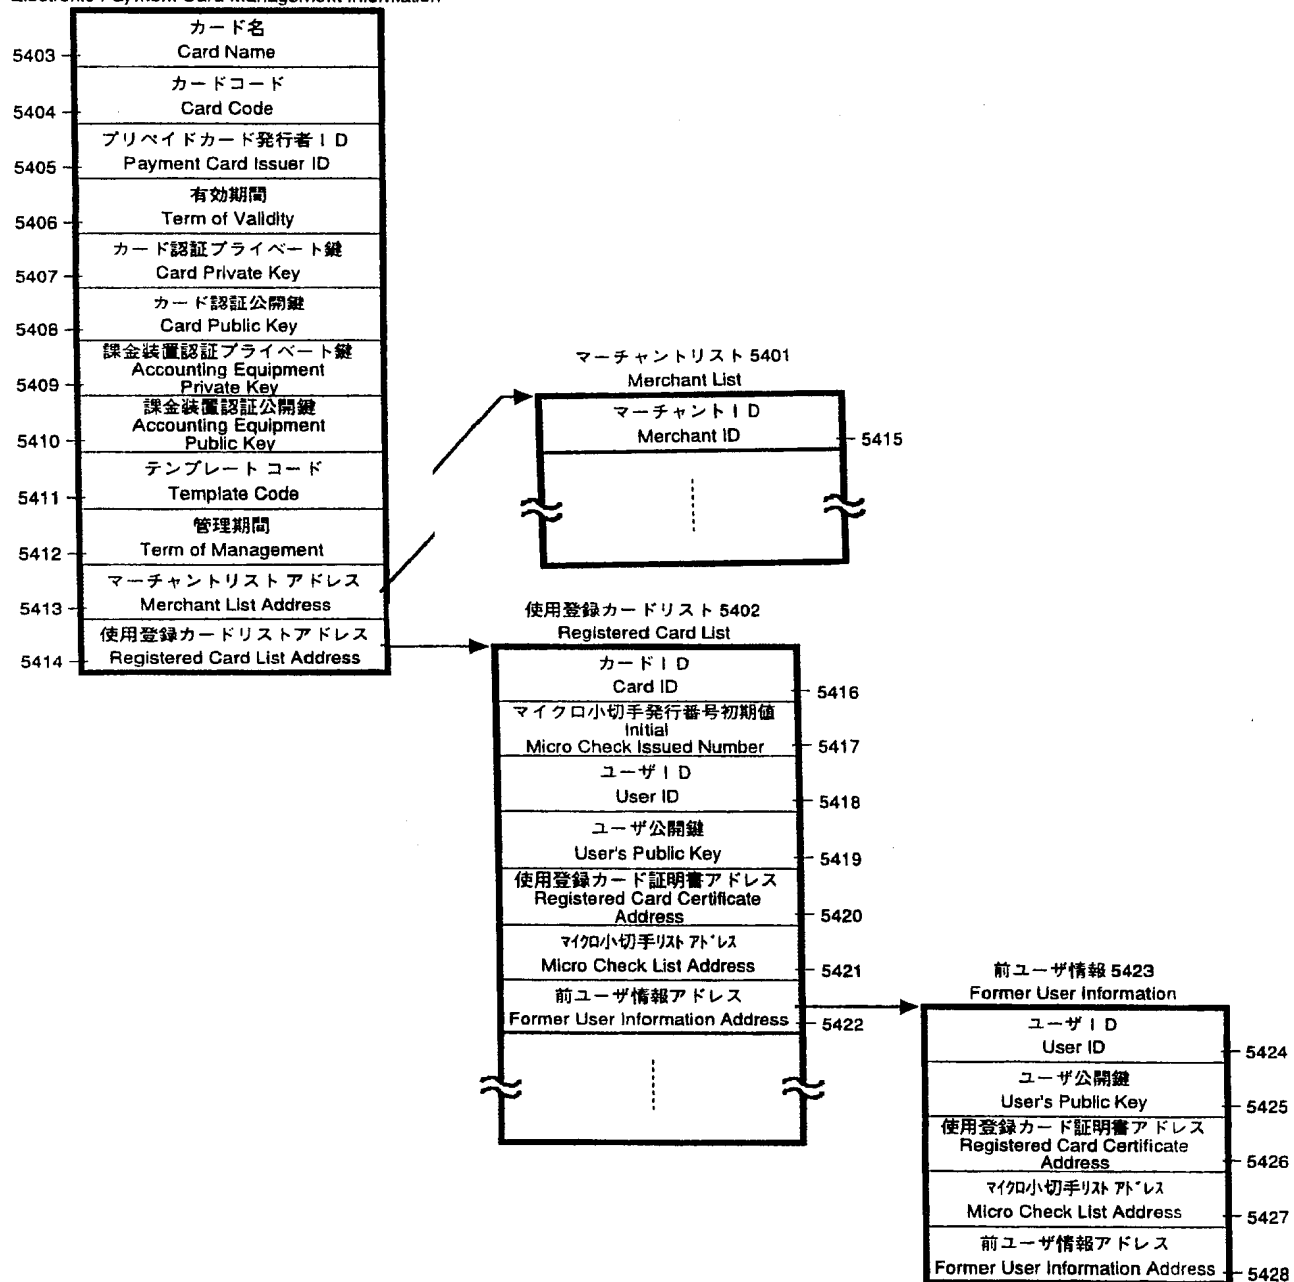 5403
カード名
Card Name
5404
カードコード
Card Code
5405
プリペイドカード発行者ID
Payment Card Issuer ID
5406
有効期間
Term of Validity
5407
カード認証プライベート鍵
Card Private Key
5408
カード認証公開鍵
Card Public Key
5409
課金装置認証プライベート鍵
Accounting Equipment
Private Key
5410
課金装置認証公開鍵
Accounting Equipment
Public Key
5411
テンプレート コード
Template Code
5412
管理期間
Term of Management
5413
マーチャントリスト アドレス
Merchant List Address
5414
使用登録カードリストアドレス
Registered Card List Address
マーチャントリスト 5401
Merchant List
マーチャントID
Merchant ID
5415
使用登録カードリスト 5402
Registered Card List
カードID
Card ID
5416
マイクロ小切手発行番号初期値
Initial
Micro Check Issued Number
5417
ユーザID
User ID
5418
ユーザ公開鍵
User's Public Key
5419
使用登録カード証明書アドレス
Registered Card Certificate
Address
5420
マイクロ小切手リスト アドレス
Micro Check List Address
5421
前ユーザ情報アドレス
Former User Information Address
5422
前ユーザ情報 5423
Former User Information
ユーザID
User ID
5424
ユーザ公開鍵
User's Public Key
5425
使用登録カード証明書アドレス
Registered Card Certificate
Address
5426
マイクロ小切手リスト アドレス
Micro Check List Address
5427
前ユーザ情報アドレス
Former User Information Address
5428